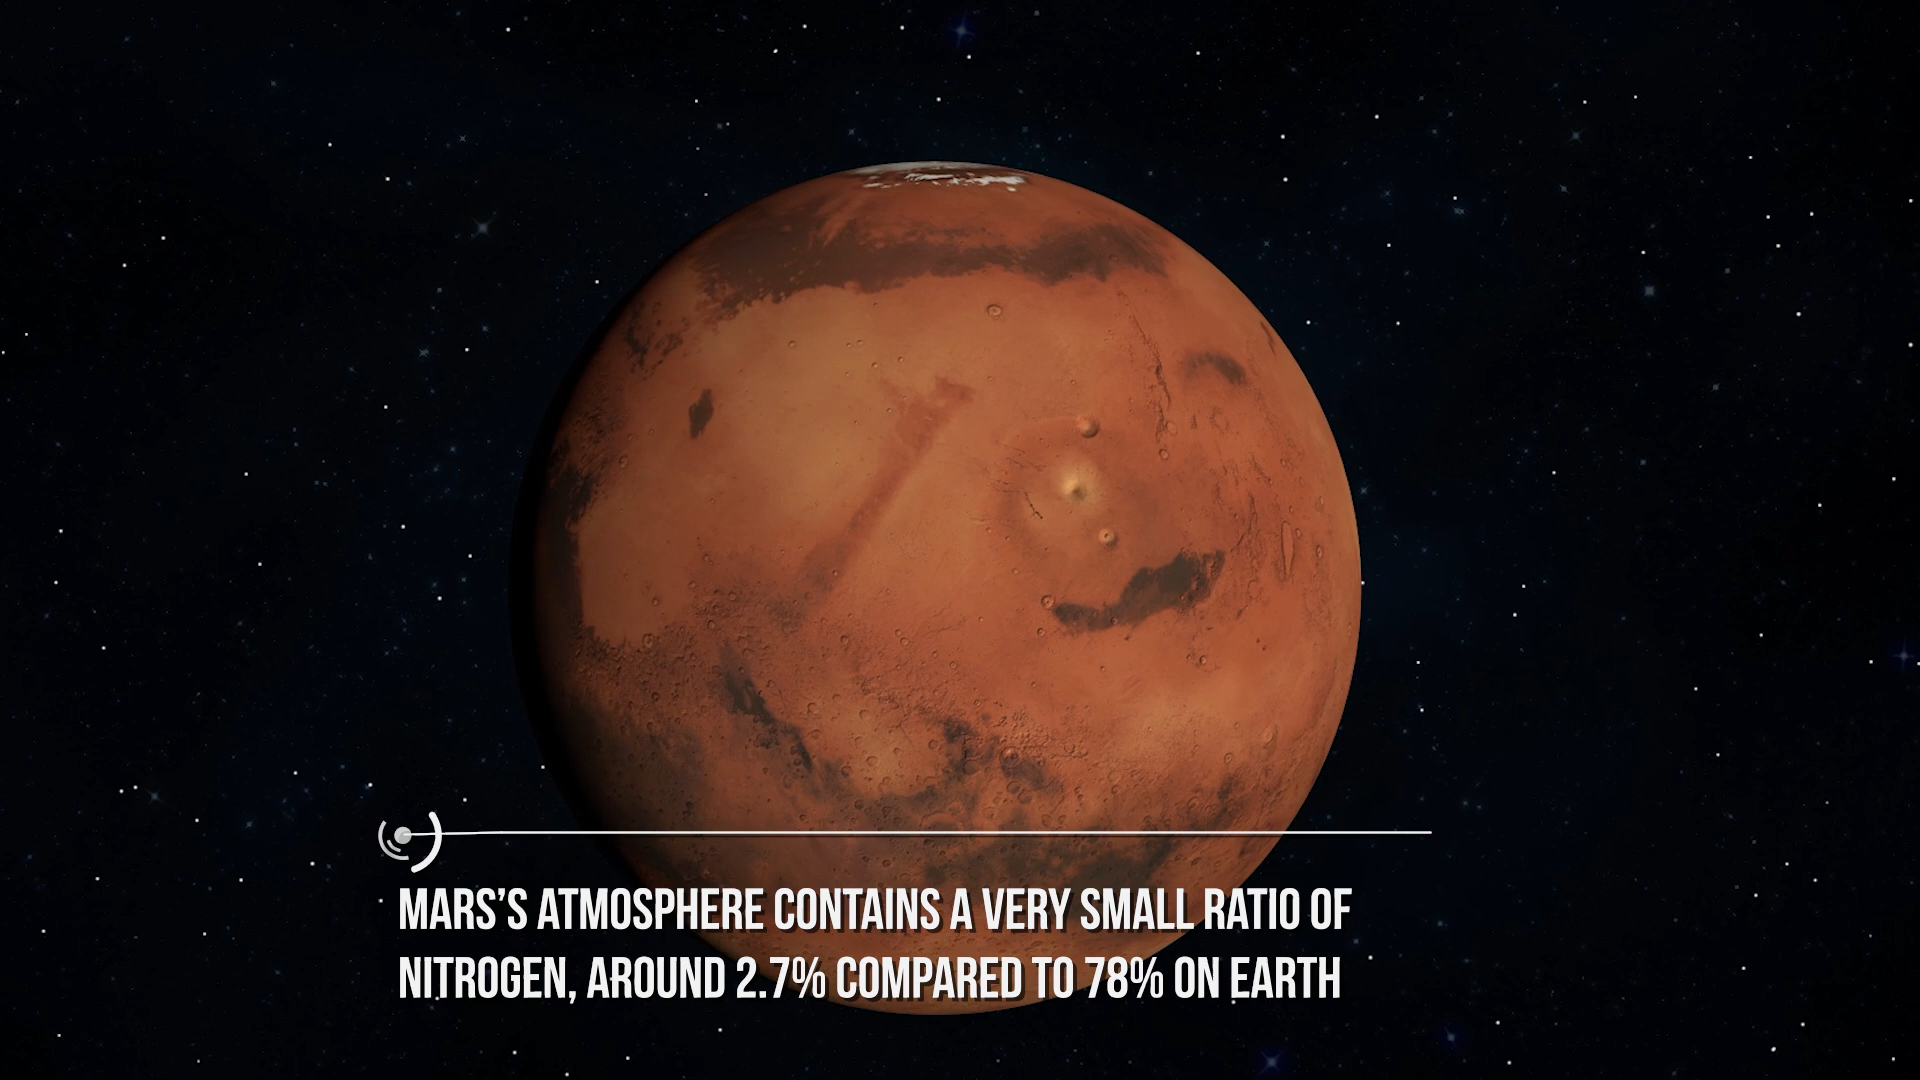 MARS’S ATMOSPHERE CONTAINS A VERY SMALL RATIO OF
NITROGEN, AROUND 2.7% COMPARED TO 78% ON EARTH